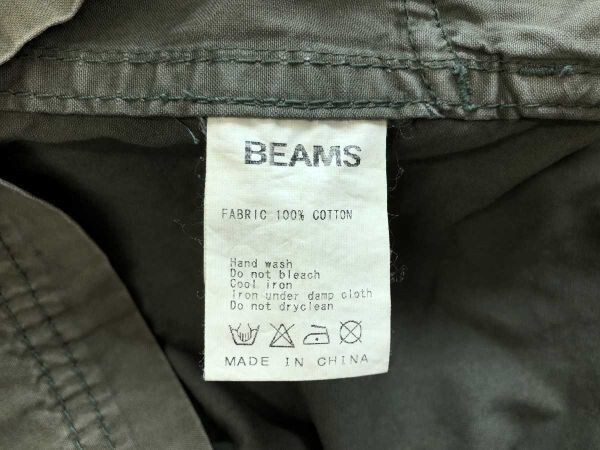 BEAMS
FABRIC 100% COTTON
Hand wash
Do not bleach
Cool iron
Iron under damp cloth
Do not dryclean
MADE IN CHINA